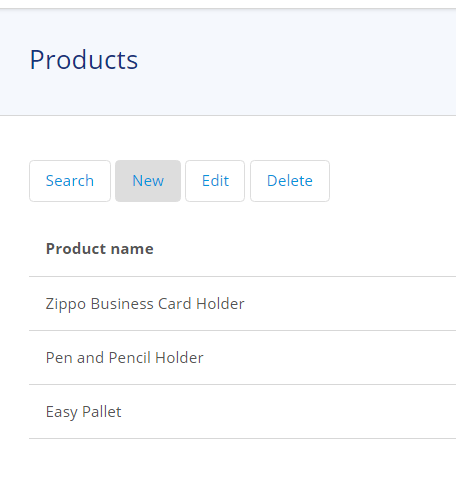 Products
Search New Edit Delete
Product name
Zippo Business Card Holder
Pen and Pencil Holder
Easy Pallet